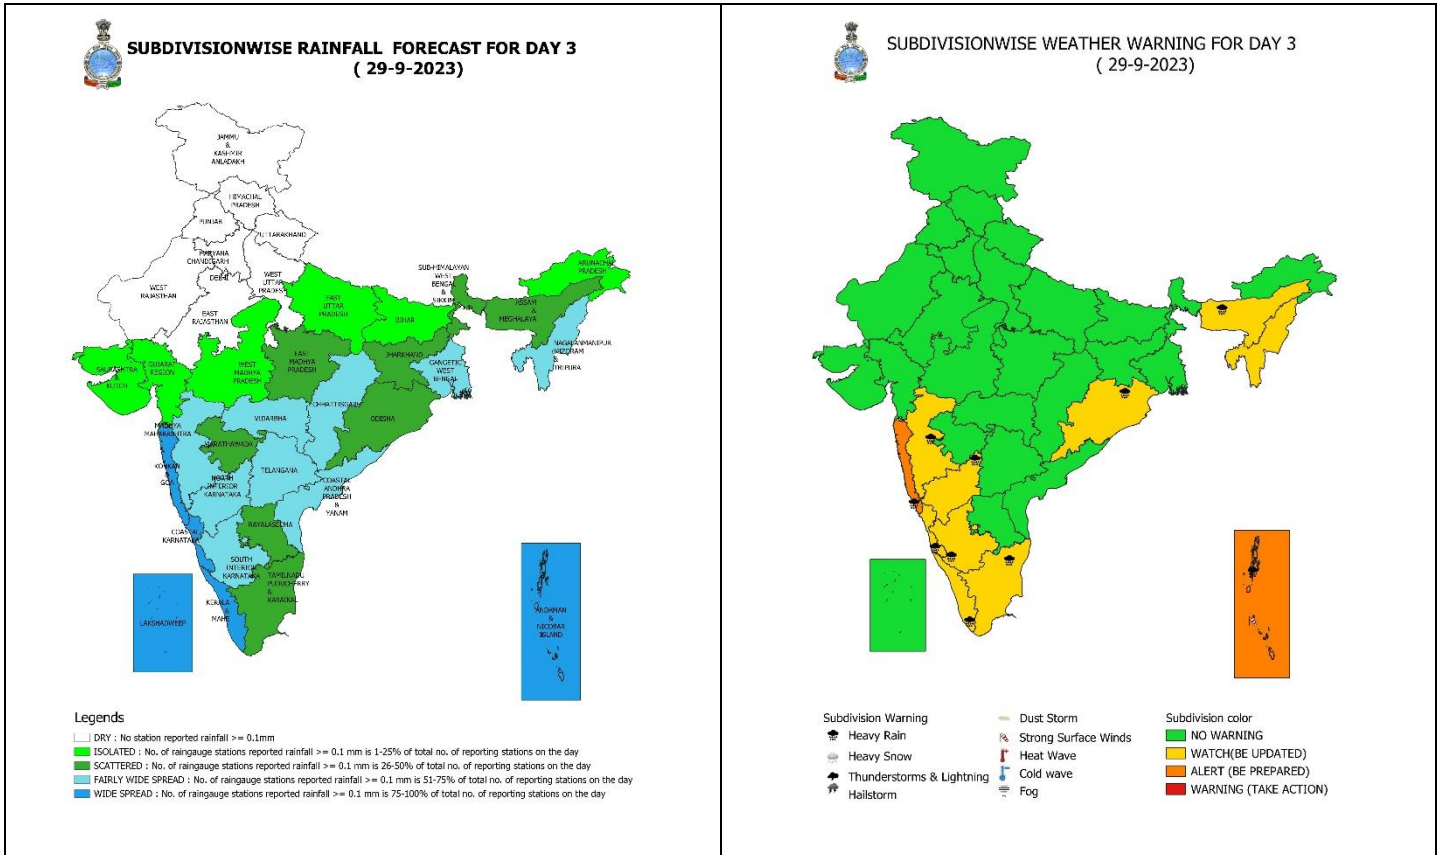 SUBDIVISIONWISE RAINFALL FORECAST FOR DAY 3
( 29-9-2023)
JAMMU
&
KASHMIR
ANLADAKH
HIMACHAL
PRADESH
PUNJAB
UTTARAKHAND
HARYANA
CHANDIGARH
DELHI
WEST
UTTAR
PRADESH
WEST
RAJASTHAN
EAST
RAJASTHAN
EAST
UTTAR
PRADESH
BIHAR
SUB-HIMALAYAN
WEST
BENGAL
&
SIKKIM
ARUNACHAL
PRADESH
ASSAM
&
MEGHALAYA
NAGALANMANIPUR
MIZORAM
&
TRIPURA
SAURASHTRA
&
KUTCH
GUJARAT
REGION
WEST
MADHYA
PRADESH
EAST
MADHYA
PRADESH
JHARKHAND
GANGETIC
WEST
BENGAL
CHHATTISGARH
ODISHA
VIDARBHA
MADHYA
MAHARASHTRA
MARATHAWADA
TELANGANA
KONKAN
&
GOA
NORTH
INTERIOR
KARNATAKA
COASTAL
ANDHRA
PRADESH
&
YANAM
RAYALASEEMA
COASTAL
KARNATAKA
SOUTH
INTERIOR
KARNATAKA
TAMILNADU
PUDUCHERRY
&
KARAIKAL
KERALA
&
MAHE
LAKSHADWEEP
ANDAMAN
&
NICOBAR
ISLAND
Legends
DRY : No station reported rainfall >= 0.1mm
ISOLATED : No. of raingauge stations reported rainfall >= 0.1 mm is 1-25% of total no. of reporting stations on the day
SCATTERED : No. of raingauge stations reported rainfall >= 0.1 mm is 26-50% of total no. of reporting stations on the day
FAIRLY WIDE SPREAD : No. of raingauge stations reported rainfall >= 0.1 mm is 51-75% of total no. of reporting stations on the day
WIDE SPREAD : No. of raingauge stations reported rainfall >= 0.1 mm is 75-100% of total no. of reporting stations on the day
SUBDIVISIONWISE WEATHER WARNING FOR DAY 3
( 29-9-2023)
Subdivision Warning
Heavy Rain
Heavy Snow
Thunderstorms & Lightning
Hailstorm
Dust Storm
Strong Surface Winds
Heat Wave
Cold wave
Fog
Subdivision color
NO WARNING
WATCH(BE UPDATED)
ALERT (BE PREPARED)
WARNING (TAKE ACTION)